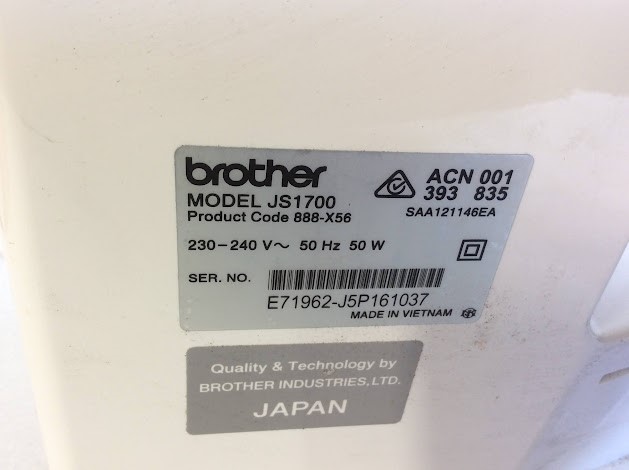 brother
MODEL JS1700
Product Code 888-X56
ACN 001
393 835
SAA121146EA
230-240 V~ 50 Hz 50 W
SER. NO.
E71962-J5P161037
MADE IN VIETNAM
Quality & Technology by
BROTHER INDUSTRIES, LTD.
JAPAN